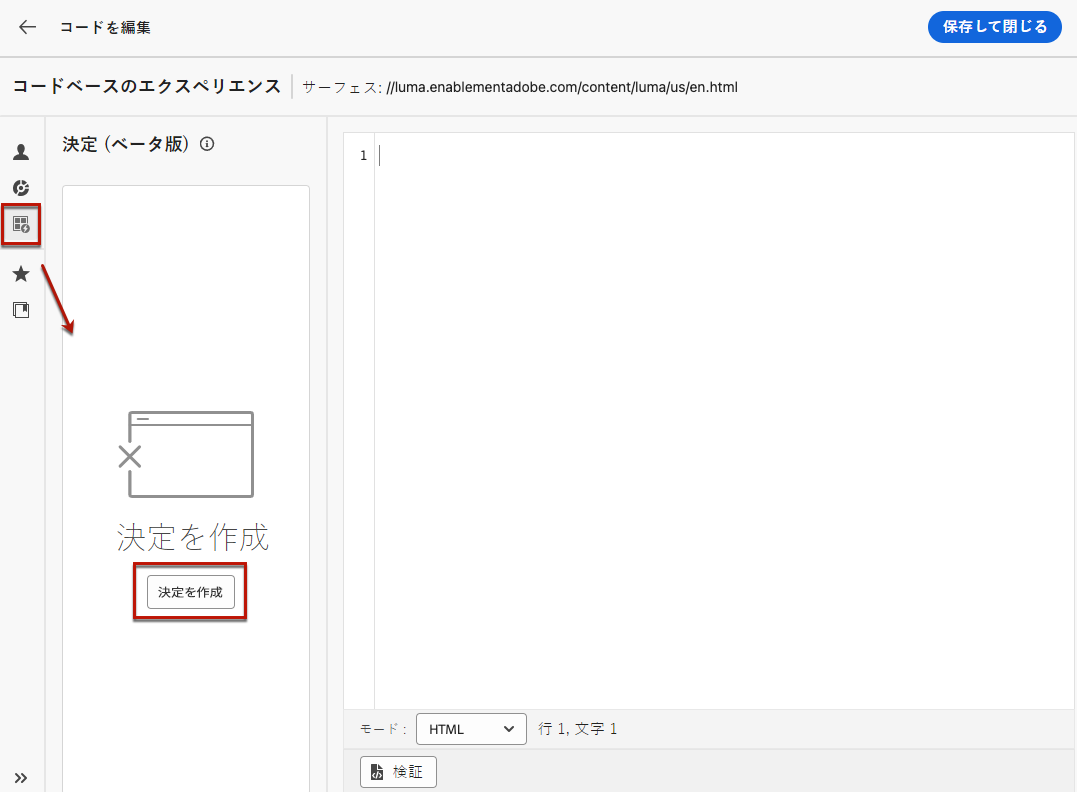 コードを編集
保存して閉じる
コードベースのエクスペリエンス
サーフェス: //luma.enablementadobe.com/content/luma/us/en.html
決定 (ベータ版)
1
決定を作成
決定を作成
モード :
HTML
行 1, 文字 1
検証